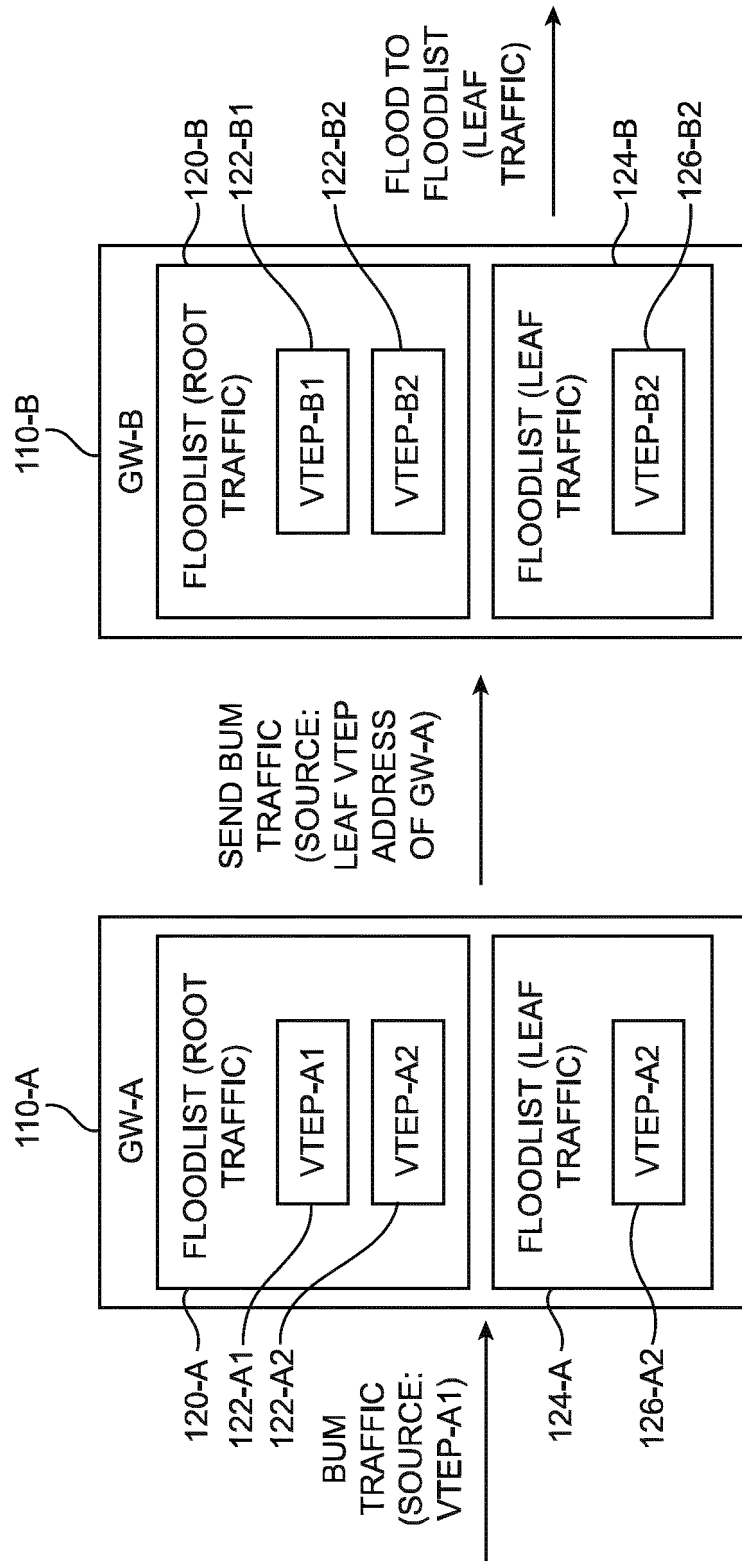 110-A
GW-A
FLOODLIST (ROOT
TRAFFIC)
VTEP-A1
VTEP-A2
FLOODLIST (LEAF
TRAFFIC)
VTEP-A2
120-A
122-A1
122-A2
BUM
TRAFFIC
(SOURCE:
VTEP-A1)
124-A
126-A2
SEND BUM
TRAFFIC
(SOURCE:
LEAF VTEP
ADDRESS
OF GW-A)
110-B
GW-B
FLOODLIST (ROOT
TRAFFIC)
VTEP-B1
VTEP-B2
FLOODLIST (LEAF
TRAFFIC)
VTEP-B2
120-B
122-B1
122-B2
FLOOD TO
FLOODLIST
(LEAF
TRAFFIC)
124-B
126-B2